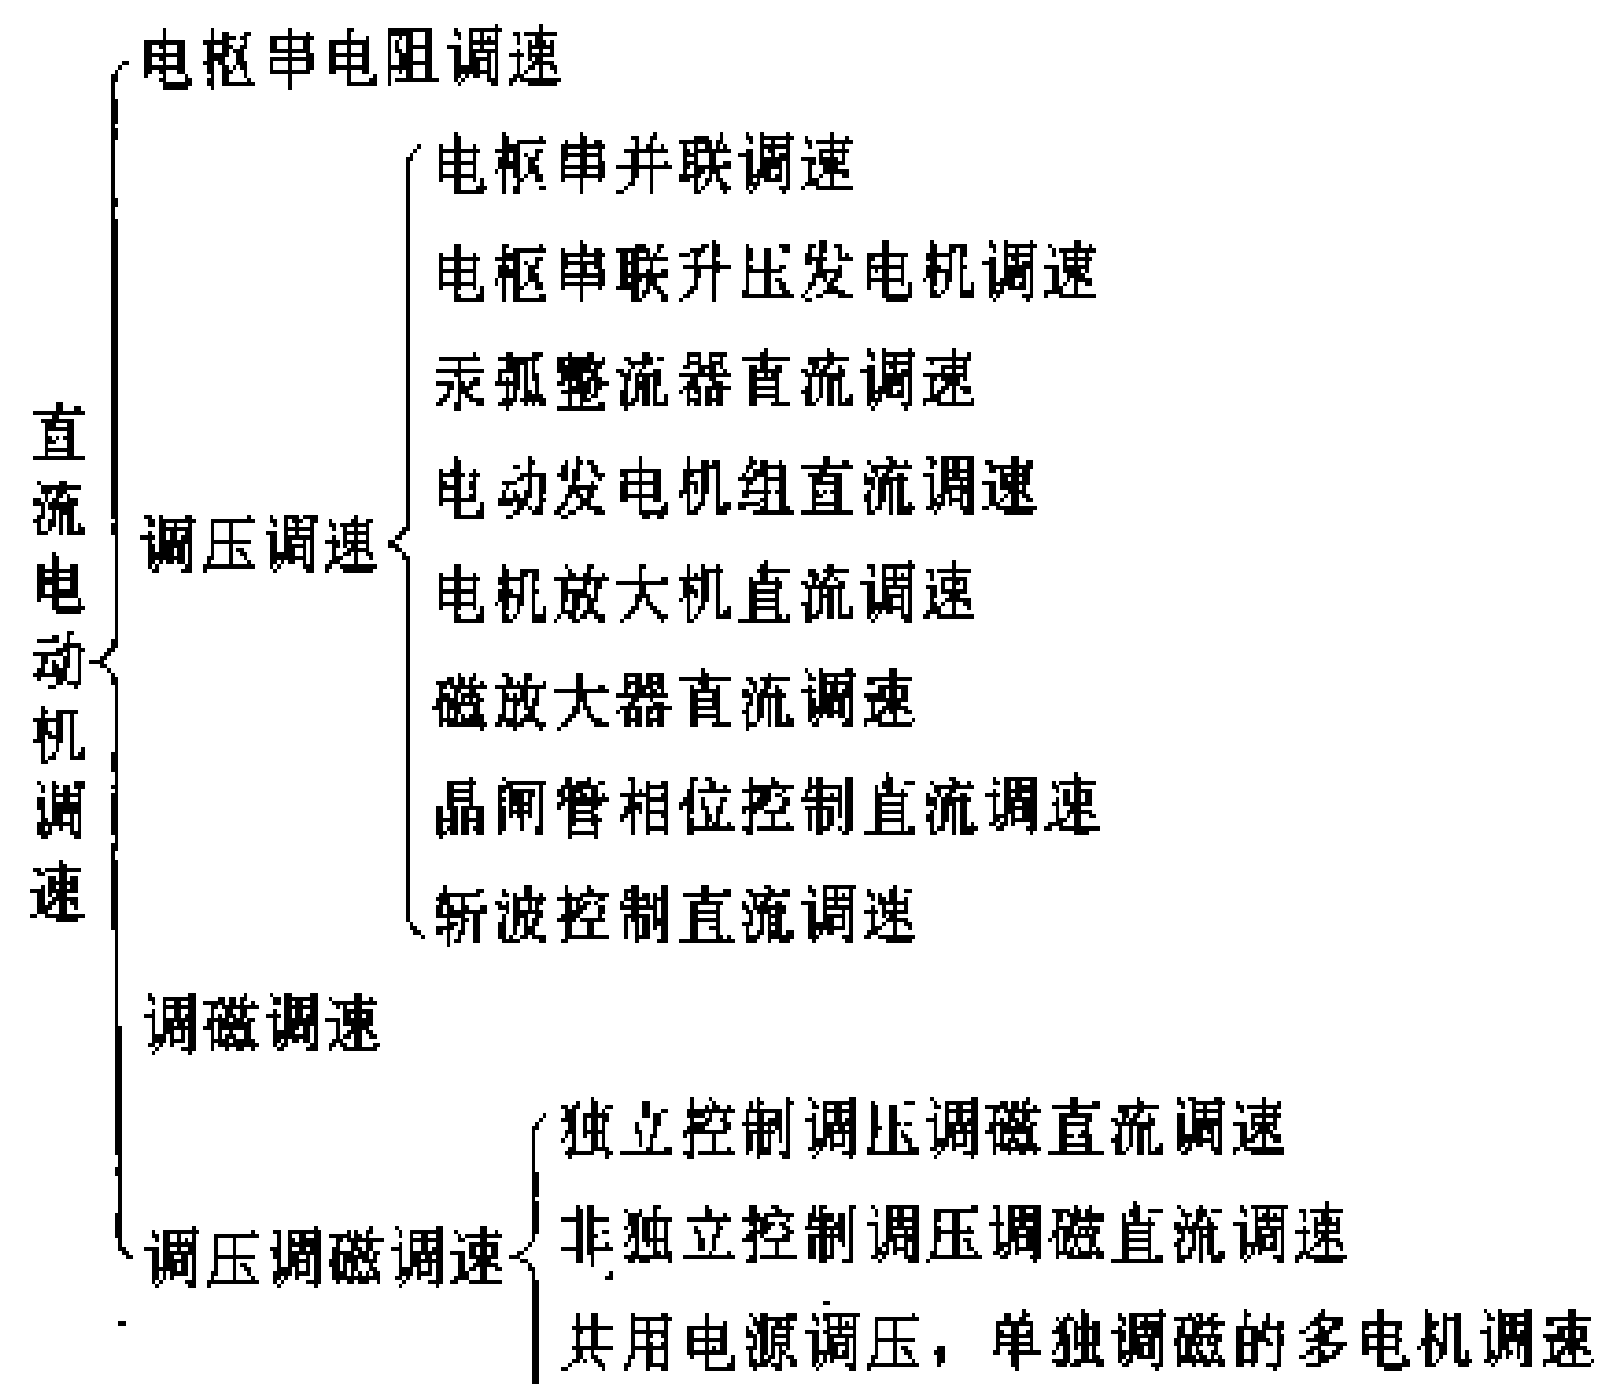 电枢串电阻调速
电枢串并联调速
电枢串联升压发电机调速
汞弧整流器直流调速
电动发电机组直流调速
直流电动机调速
调压调速
电机放大机直流调速
磁放大器直流调速
晶闸管相位控制直流调速
斩波控制直流调速
调磁调速
独立控制调压调磁直流调速
非独立控制调压调磁直流调速
调压调磁调速
共用电源调压，单独调磁的多电机调速